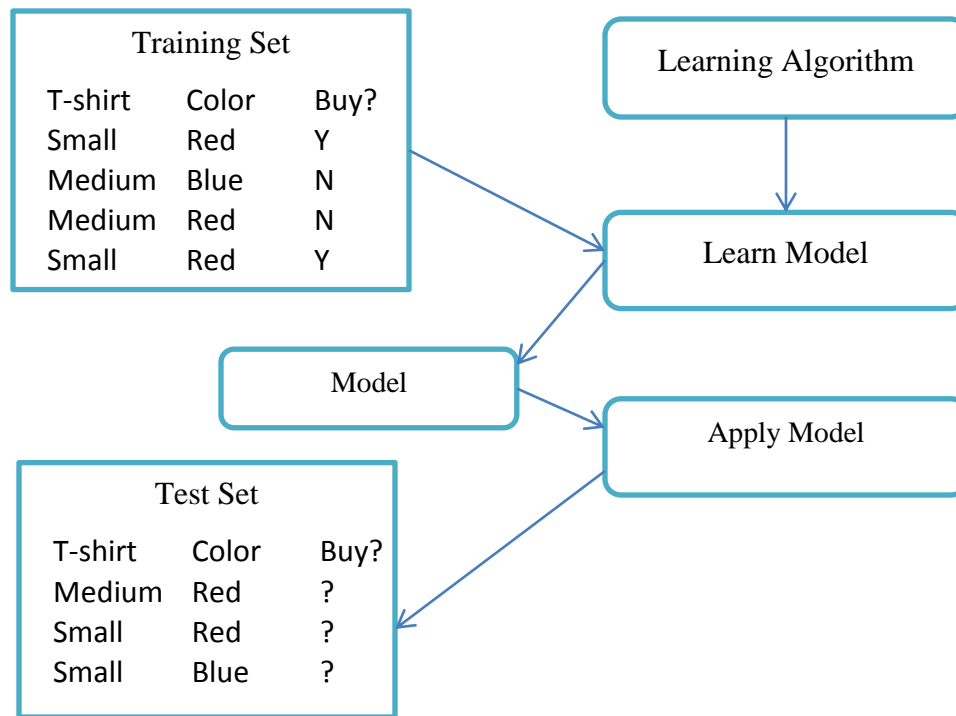 Training Set
T-shirt Color Buy?
Small Red Y
Medium Blue N
Medium Red N
Small Red Y
Learning Algorithm
Learn Model
Model
Apply Model
Test Set
T-shirt Color Buy?
Medium Red ?
Small Red ?
Small Blue ?